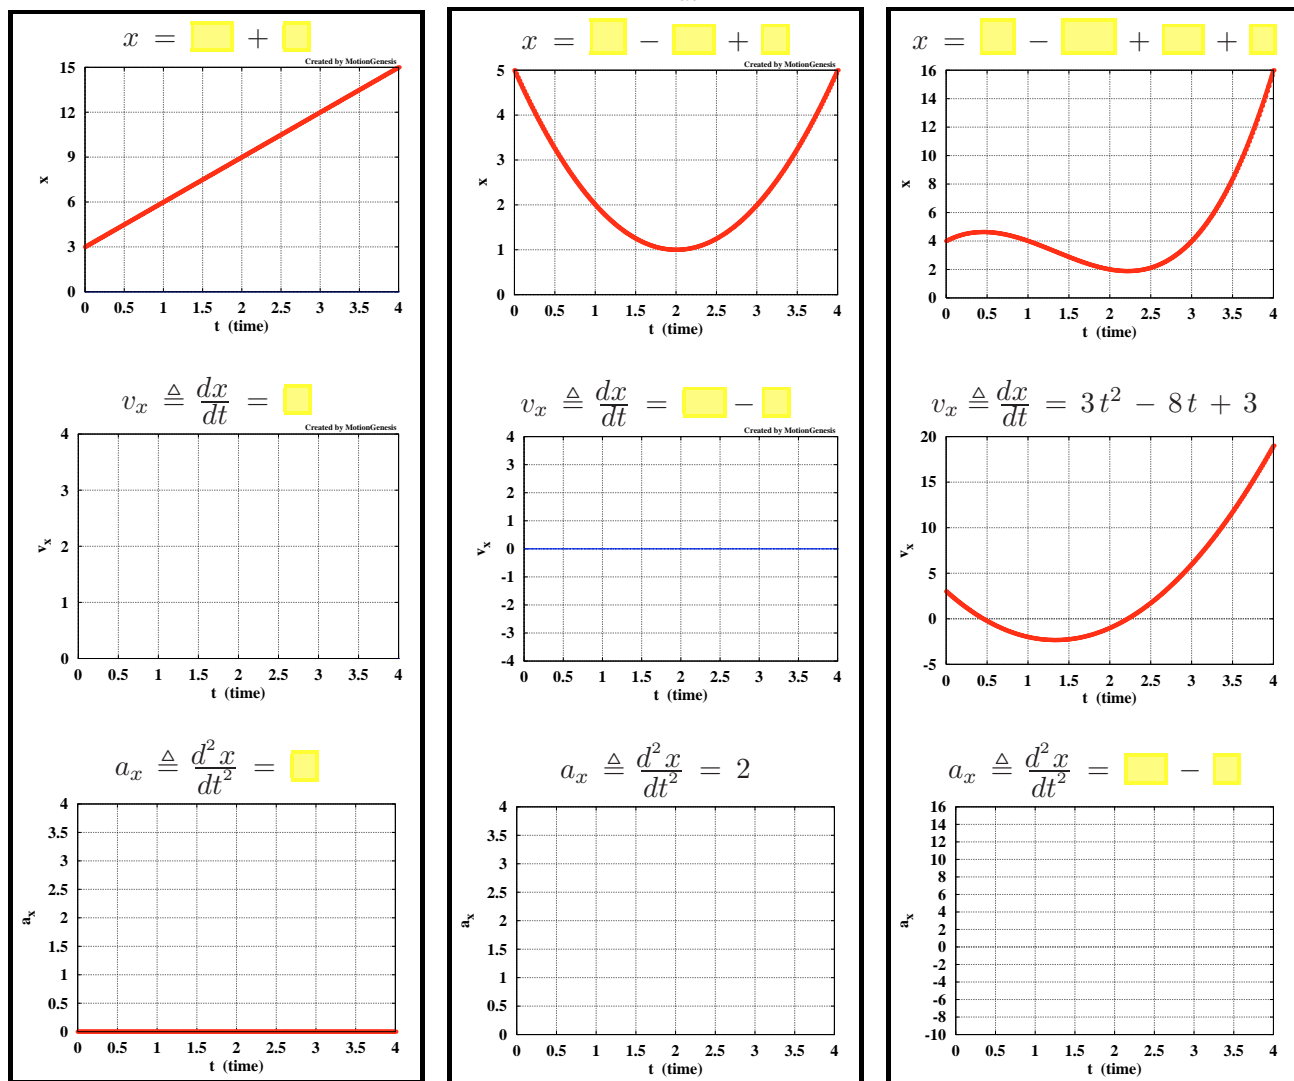 x = + 
Created by MotionGenesis
15
12
9
6
3
0
x
0 0.5 1 1.5 2 2.5 3 3.5 4
t (time)
v_x ≜ dx/dt =
Created by MotionGenesis
4
3
2
1
0
v_x
0 0.5 1 1.5 2 2.5 3 3.5 4
t (time)
a_x ≜ d²x/dt² =
4
3.5
3
2.5
2
1.5
1
0.5
0
a_x
0 0.5 1 1.5 2 2.5 3 3.5 4
t (time)
x = − +
Created by MotionGenesis
5
4
3
2
1
0
x
0 0.5 1 1.5 2 2.5 3 3.5 4
t (time)
v_x ≜ dx/dt = −
Created by MotionGenesis
4
3
2
1
0
-1
-2
-3
-4
v_x
0 0.5 1 1.5 2 2.5 3 3.5 4
t (time)
a_x ≜ d²x/dt² = 2
4
3.5
3
2.5
2
1.5
1
0.5
0
a_x
0 0.5 1 1.5 2 2.5 3 3.5 4
t (time)
x = − + +
16
14
12
10
8
6
4
2
0
x
0 0.5 1 1.5 2 2.5 3 3.5 4
t (time)
v_x ≜ dx/dt = 3t² − 8t + 3
20
15
10
5
0
-5
v_x
0 0.5 1 1.5 2 2.5 3 3.5 4
t (time)
a_x ≜ d²x/dt² = −
16
14
12
10
8
6
4
2
0
-2
-4
-6
-8
-10
a_x
0 0.5 1 1.5 2 2.5 3 3.5 4
t (time)